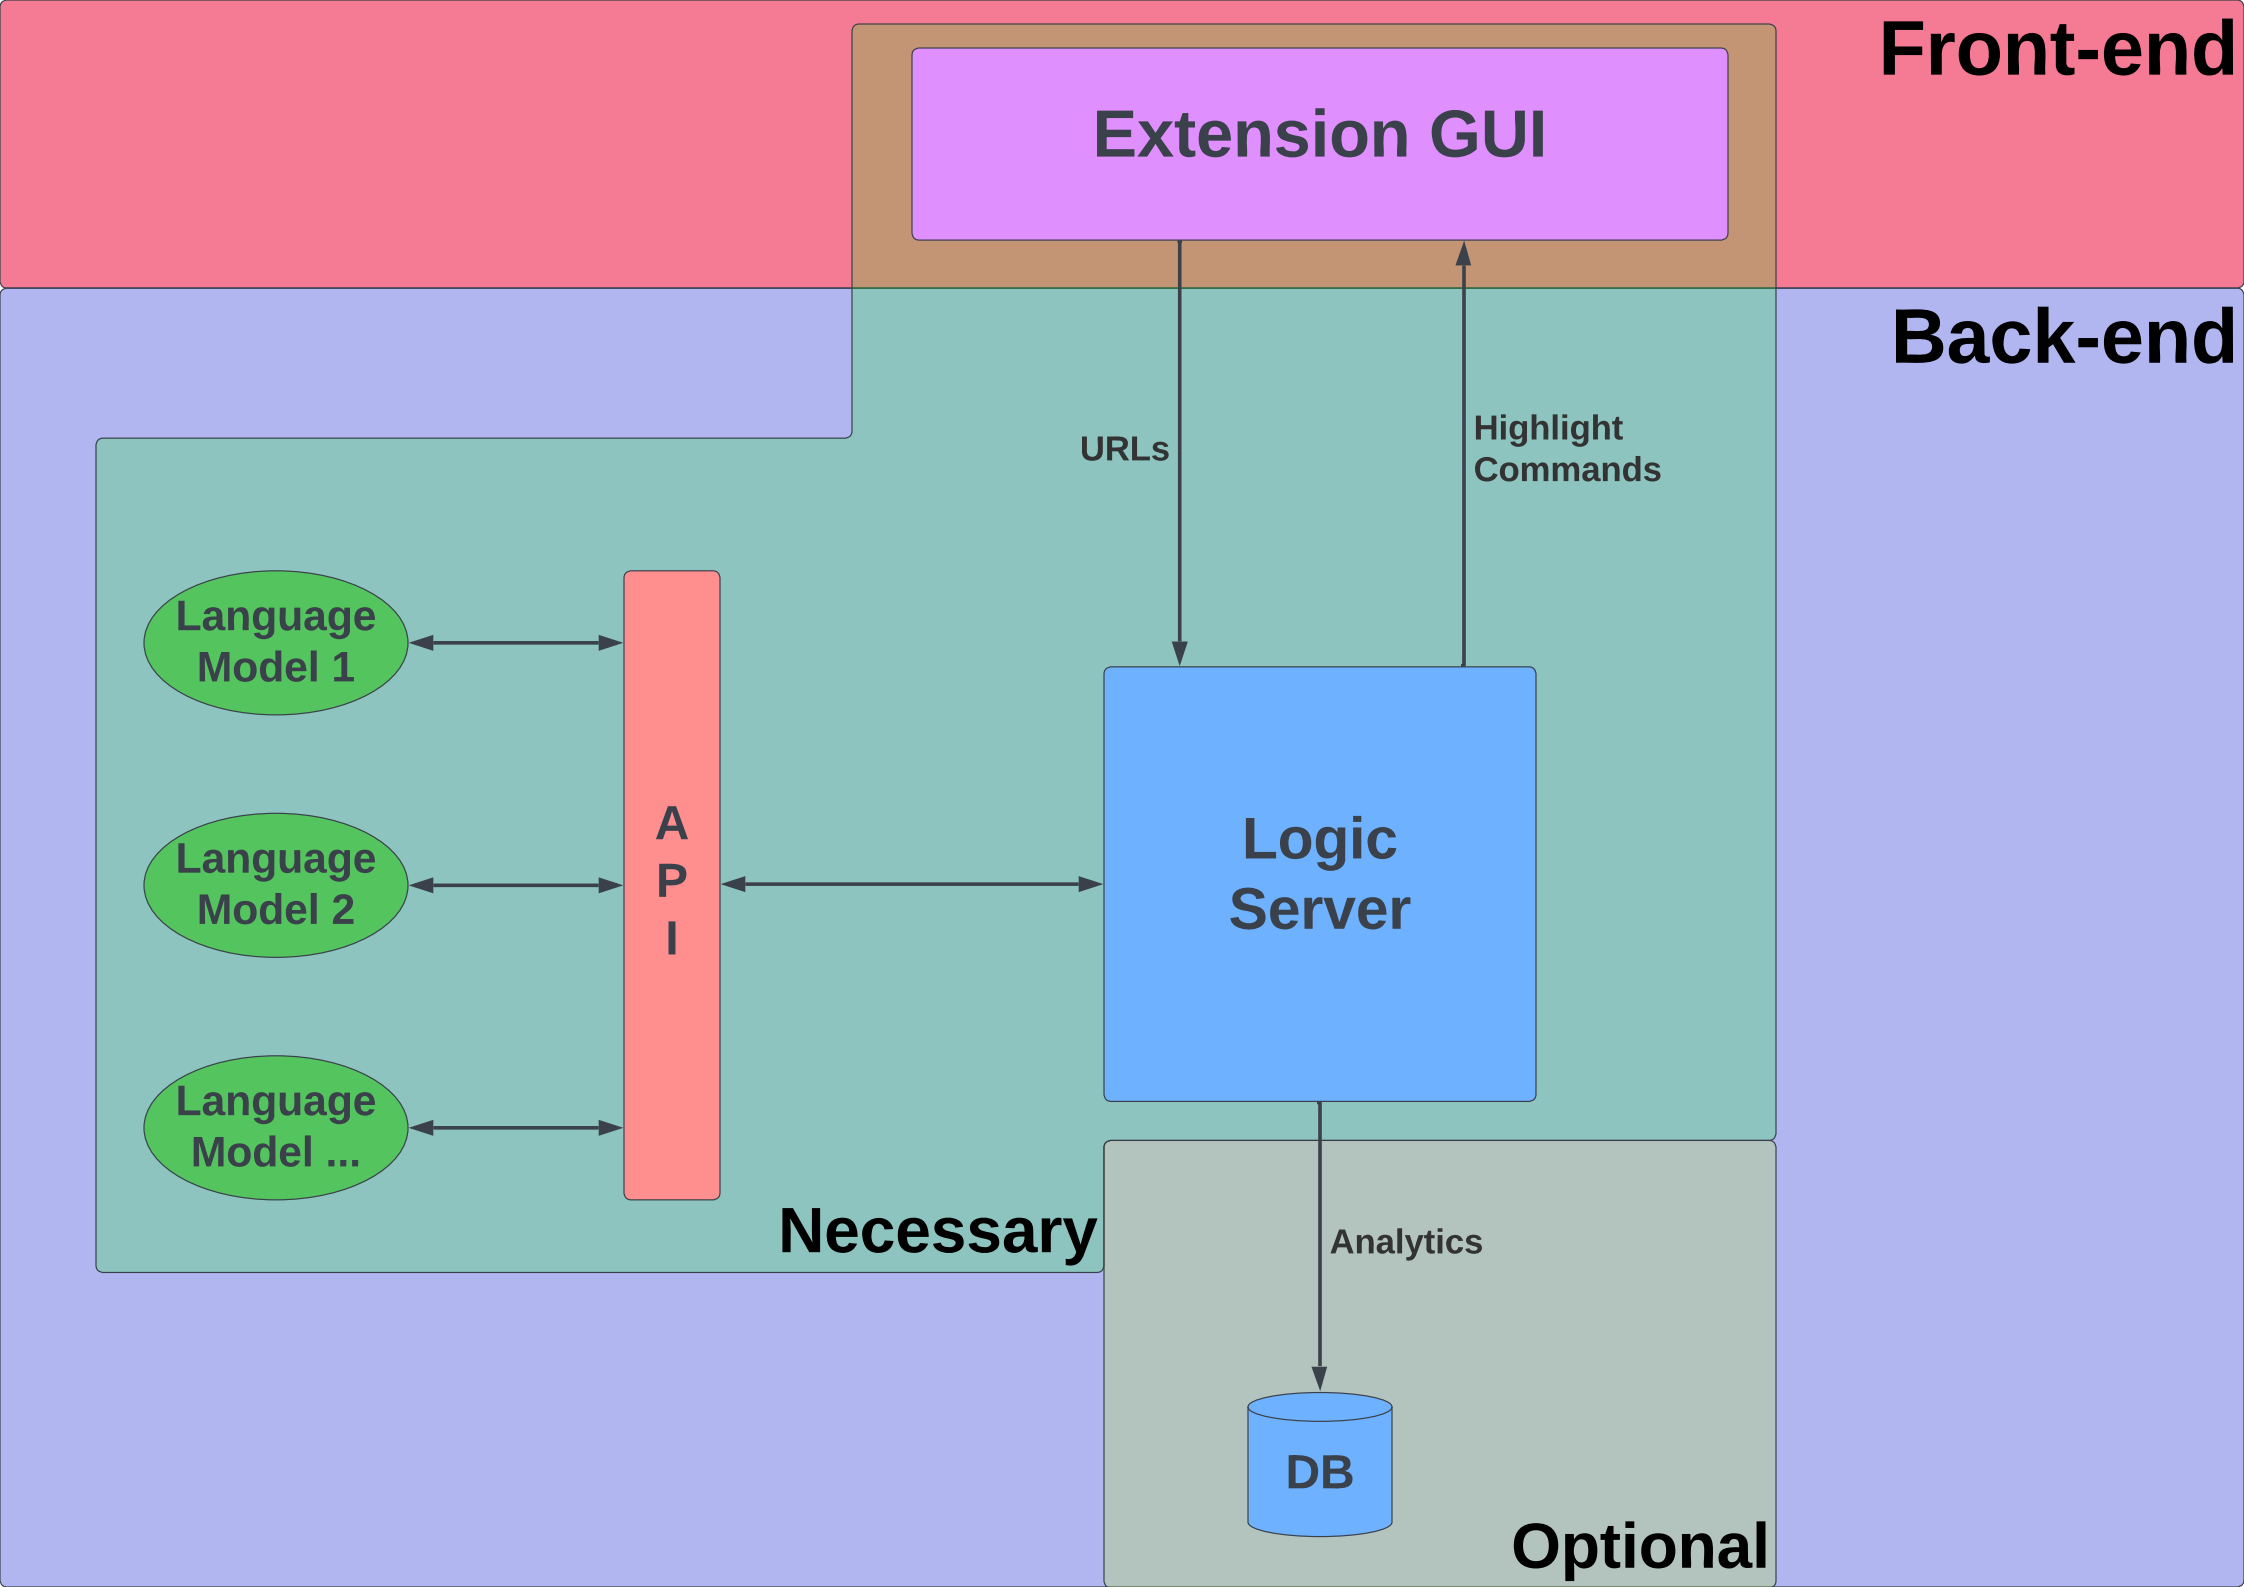 Front-end
Extension GUI
Back-end
URLs
Highlight
Commands
Language
Model 1
Language
Model 2
Language
Model ...
A
P
I
Logic
Server
Necessary
Analytics
DB
Optional